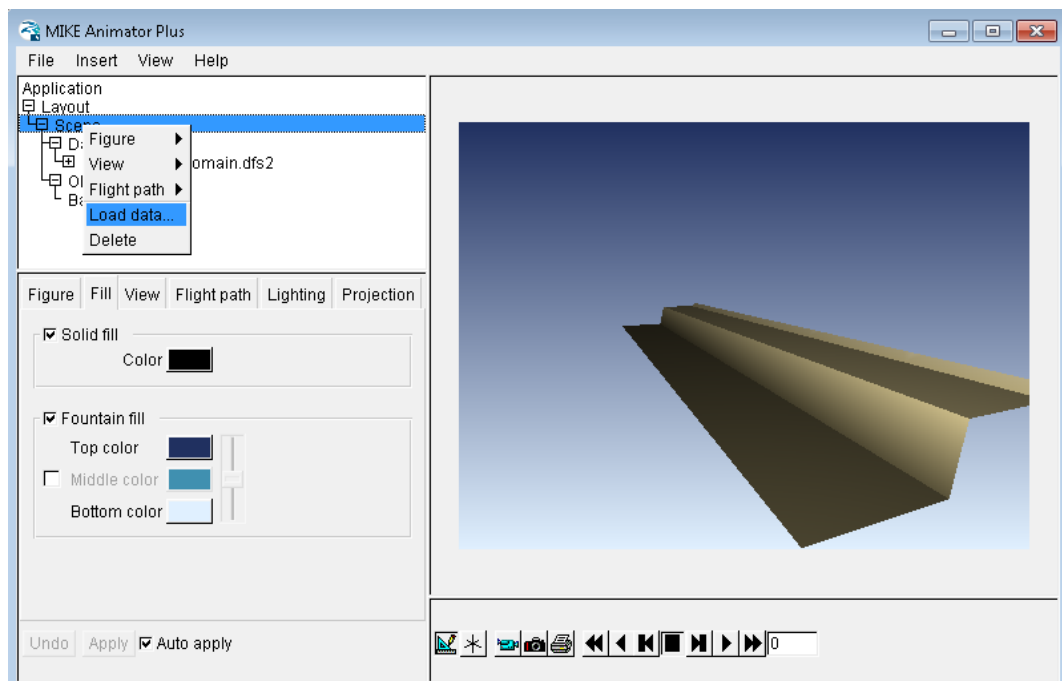 MIKE Animator Plus
File Insert View Help
Application
Layout
Scene
Figure
View
omain.dfs2
Flight path
Load data...
Delete
Figure Fill View Flight path Lighting Projection
Solid fill
Color
Fountain fill
Top color
Middle color
Bottom color
Undo Apply Auto apply
0